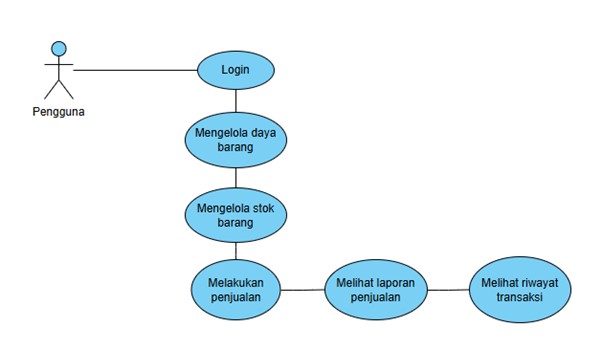 Login
Pengguna
Mengelola daya
barang
Mengelola stok
barang
Melakukan
penjualan
Melihat laporan
penjualan
Melihat riwayat
transaksi